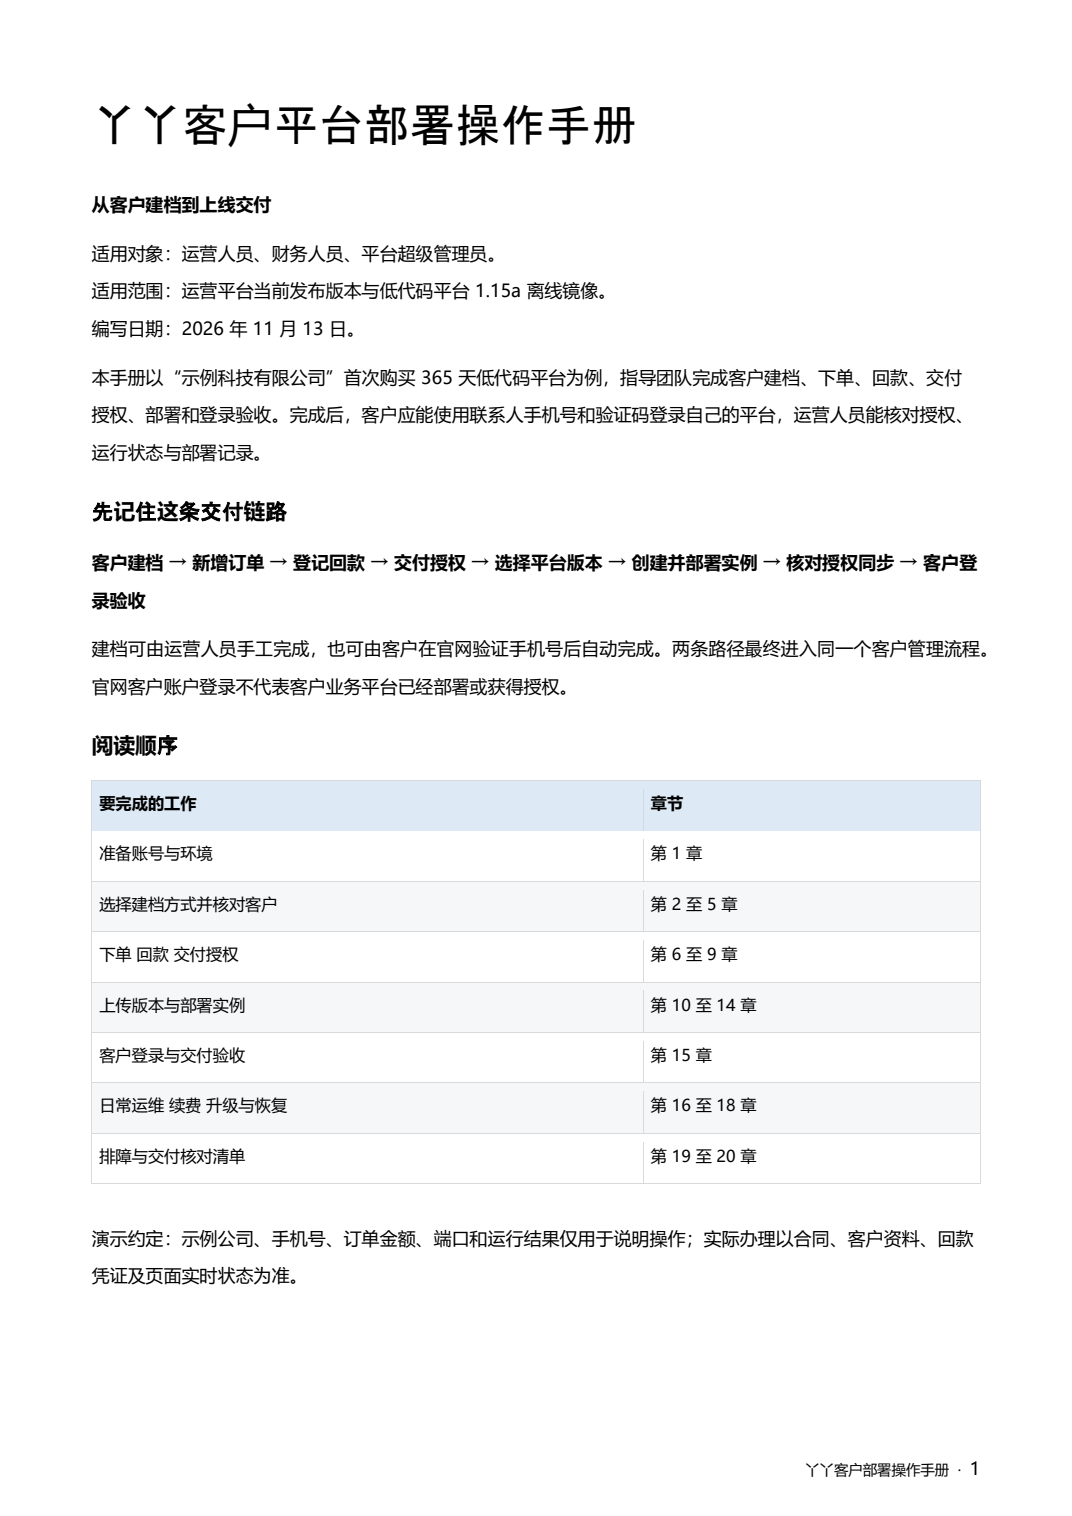 丫丫客户平台部署操作手册
从客户建档到上线交付
适用对象：运营人员、财务人员、平台超级管理员。
适用范围：运营平台当前发布版本与低代码平台 1.15a 离线镜像。
编写日期：2026 年 11 月 13 日。
本手册以“示例科技有限公司”首次购买 365 天低代码平台为例，指导团队完成客户建档、下单、回款、交付
授权、部署和登录验收。完成后，客户应能使用联系人手机号和验证码登录自己的平台，运营人员能核对授权、
运行状态与部署记录。
先记住这条交付链路
客户建档 → 新增订单 → 登记回款 → 交付授权 → 选择平台版本 → 创建并部署实例 → 核对授权同步 → 客户登
录验收
建档可由运营人员手工完成，也可由客户在官网验证手机号后自动完成。两条路径最终进入同一个客户管理流程。
官网客户账户登录不代表客户业务平台已经部署或获得授权。
阅读顺序
要完成的工作 章节
准备账号与环境 第 1 章
选择建档方式并核对客户 第 2 至 5 章
下单 回款 交付授权 第 6 至 9 章
上传版本与部署实例 第 10 至 14 章
客户登录与交付验收 第 15 章
日常运维 续费 升级与恢复 第 16 至 18 章
排障与交付核对清单 第 19 至 20 章
演示约定：示例公司、手机号、订单金额、端口和运行结果仅用于说明操作；实际办理以合同、客户资料、回款
凭证及页面实时状态为准。
丫丫客户部署操作手册 · 1